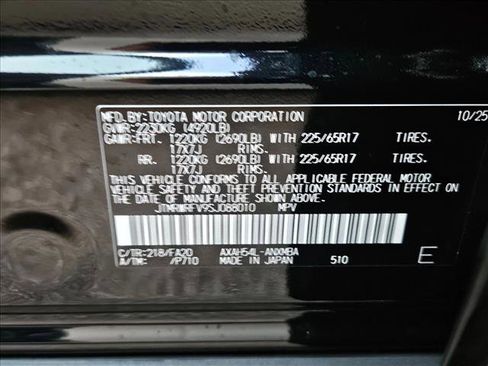 MFD.BY:TOYOTA MOTOR CORPORATION 10/25
GVWR:2230KG (4920LB)
GAWR:FRT. 1220KG (2690LB) WITH 225/65R17 TIRES.
17X7J RIMS.
RR. 1220KG (2690LB) WITH 225/65R17 TIRES.
17X7J RIMS.
THIS VEHICLE CONFORMS TO ALL APPLICABLE FEDERAL MOTOR
VEHICLE SAFETY AND THEFT PREVENTION STANDARDS IN EFFECT ON
THE DATE OF MANUFACTURE SHOWN ABOVE.
JTMRWRFV9SJ088010 MPV
C/TR:218/FA20 AXAH54L-ANXMBA
A/TM: /P710 MADE IN JAPAN 510 E